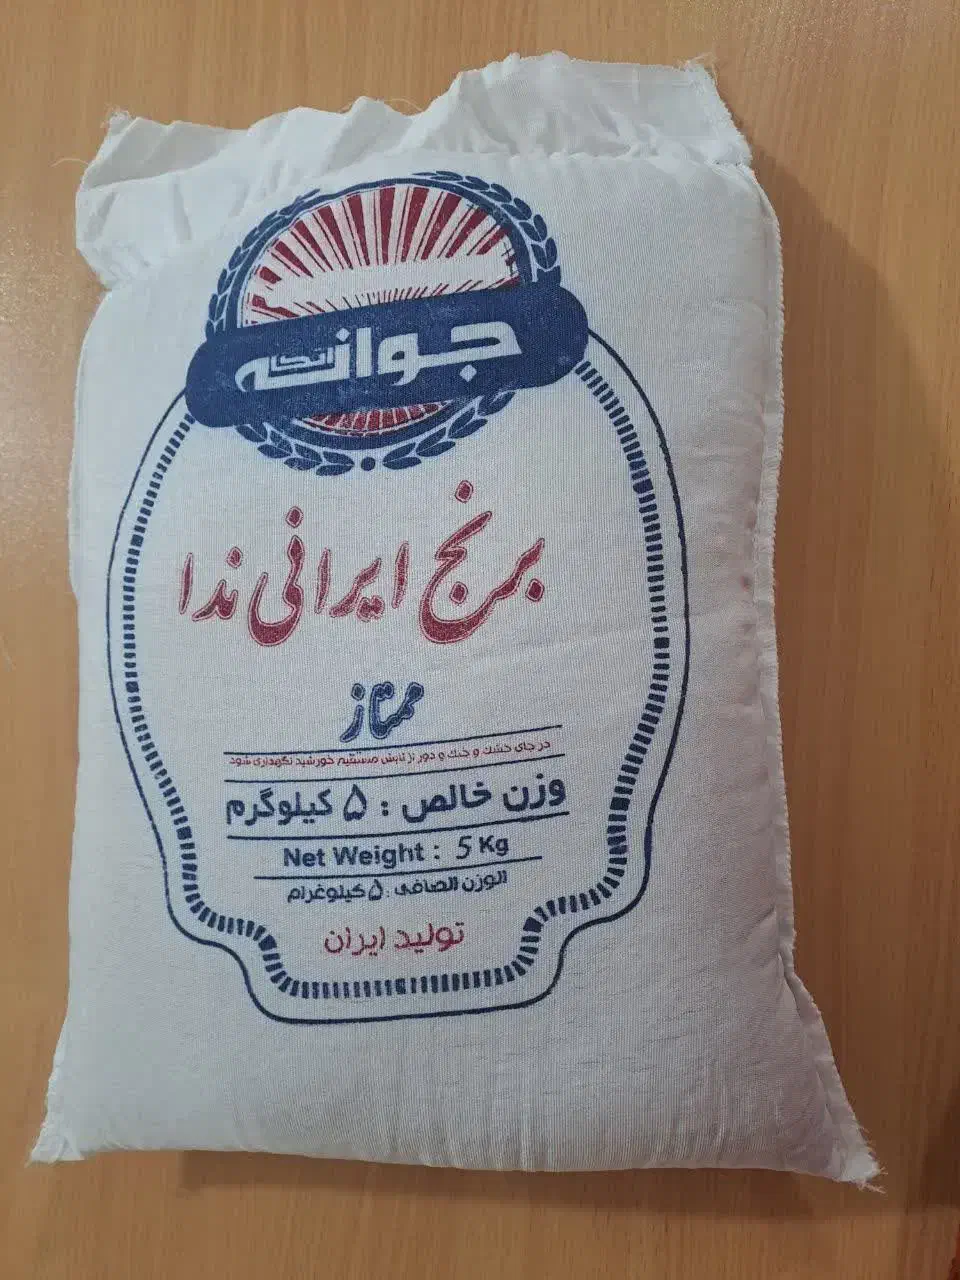 جوانه
اتکا
برنج ایرانی ندا
ممتاز
در جای خشک و خنک و دور از تابش مستقیم خورشید نگهداری شود
وزن خالص : ۵ کیلوگرم
Net Weight : 5 Kg
الوزن الصافی : ۵ کیلوغرام
تولید ایران